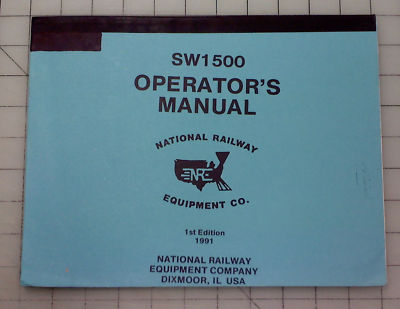 SW1500
OPERATOR'S
MANUAL
NATIONAL RAILWAY
NRE
EQUIPMENT CO.
1st Edition
1991
NATIONAL RAILWAY
EQUIPMENT COMPANY
DIXMOOR, IL USA